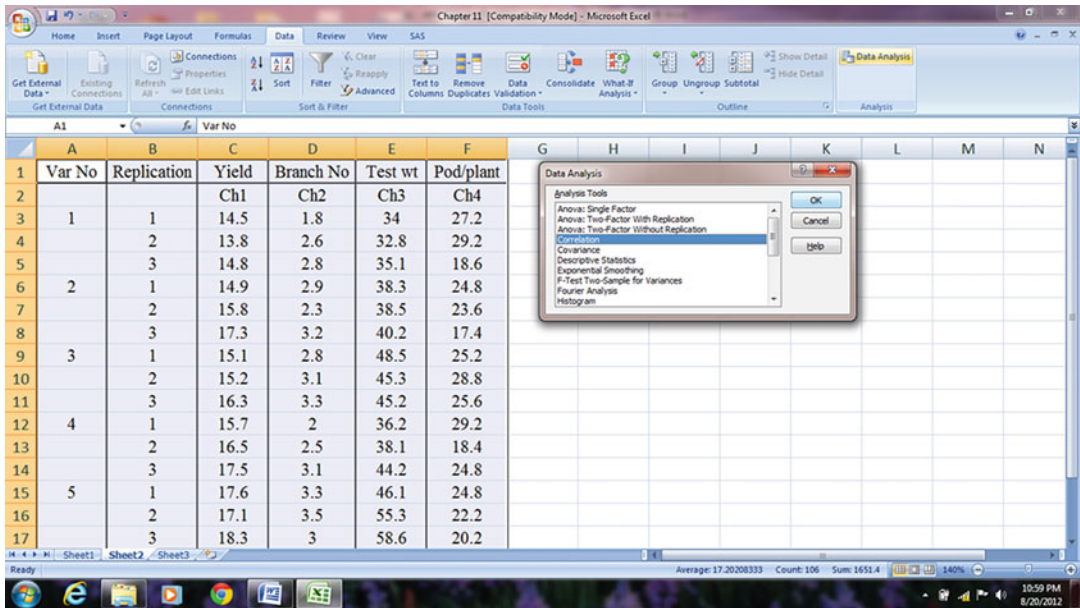 Chapter11 [Compatibility Mode] - Microsoft Excel
Home Insert Page Layout Formulas Data Review View SAS
Get External Data
Existing Connections
Refresh All
Connections
Properties
Edit Links
Sort
Filter
Clear
Reapply
Advanced
Text to Columns
Remove Duplicates
Data Validation
Consolidate
What-If Analysis
Group
Ungroup
Subtotal
Show Detail
Hide Detail
Data Analysis
Get External Data Connections Sort & Filter Data Tools Outline Analysis
A1 fx Var No
A B C D E F G H I J K L M N
1 Var No Replication Yield Branch No Test wt Pod/plant
2 Ch1 Ch2 Ch3 Ch4
3 1 1 14.5 1.8 34 27.2
4 2 13.8 2.6 32.8 29.2
5 3 14.8 2.8 35.1 18.6
6 2 1 14.9 2.9 38.3 24.8
7 2 15.8 2.3 38.5 23.6
8 3 17.3 3.2 40.2 17.4
9 3 1 15.1 2.8 48.5 25.2
10 2 15.2 3.1 45.3 28.8
11 3 16.3 3.3 45.2 25.6
12 4 1 15.7 2 36.2 29.2
13 2 16.5 2.5 38.1 18.4
14 3 17.5 3.1 44.2 24.8
15 5 1 17.6 3.3 46.1 24.8
16 2 17.1 3.5 55.3 22.2
17 3 18.3 3 58.6 20.2
Data Analysis
Analysis Tools
Anova: Single Factor
Anova: Two-Factor With Replication
Anova: Two-Factor Without Replication
Correlation
Covariance
Descriptive Statistics
Exponential Smoothing
F-Test Two-Sample for Variances
Fourier Analysis
Histogram
OK
Cancel
Help
Sheet1 Sheet2 Sheet3
Ready Average: 17.20208333 Count: 106 Sum: 1651.4 140%
10:59 PM
8/20/2012